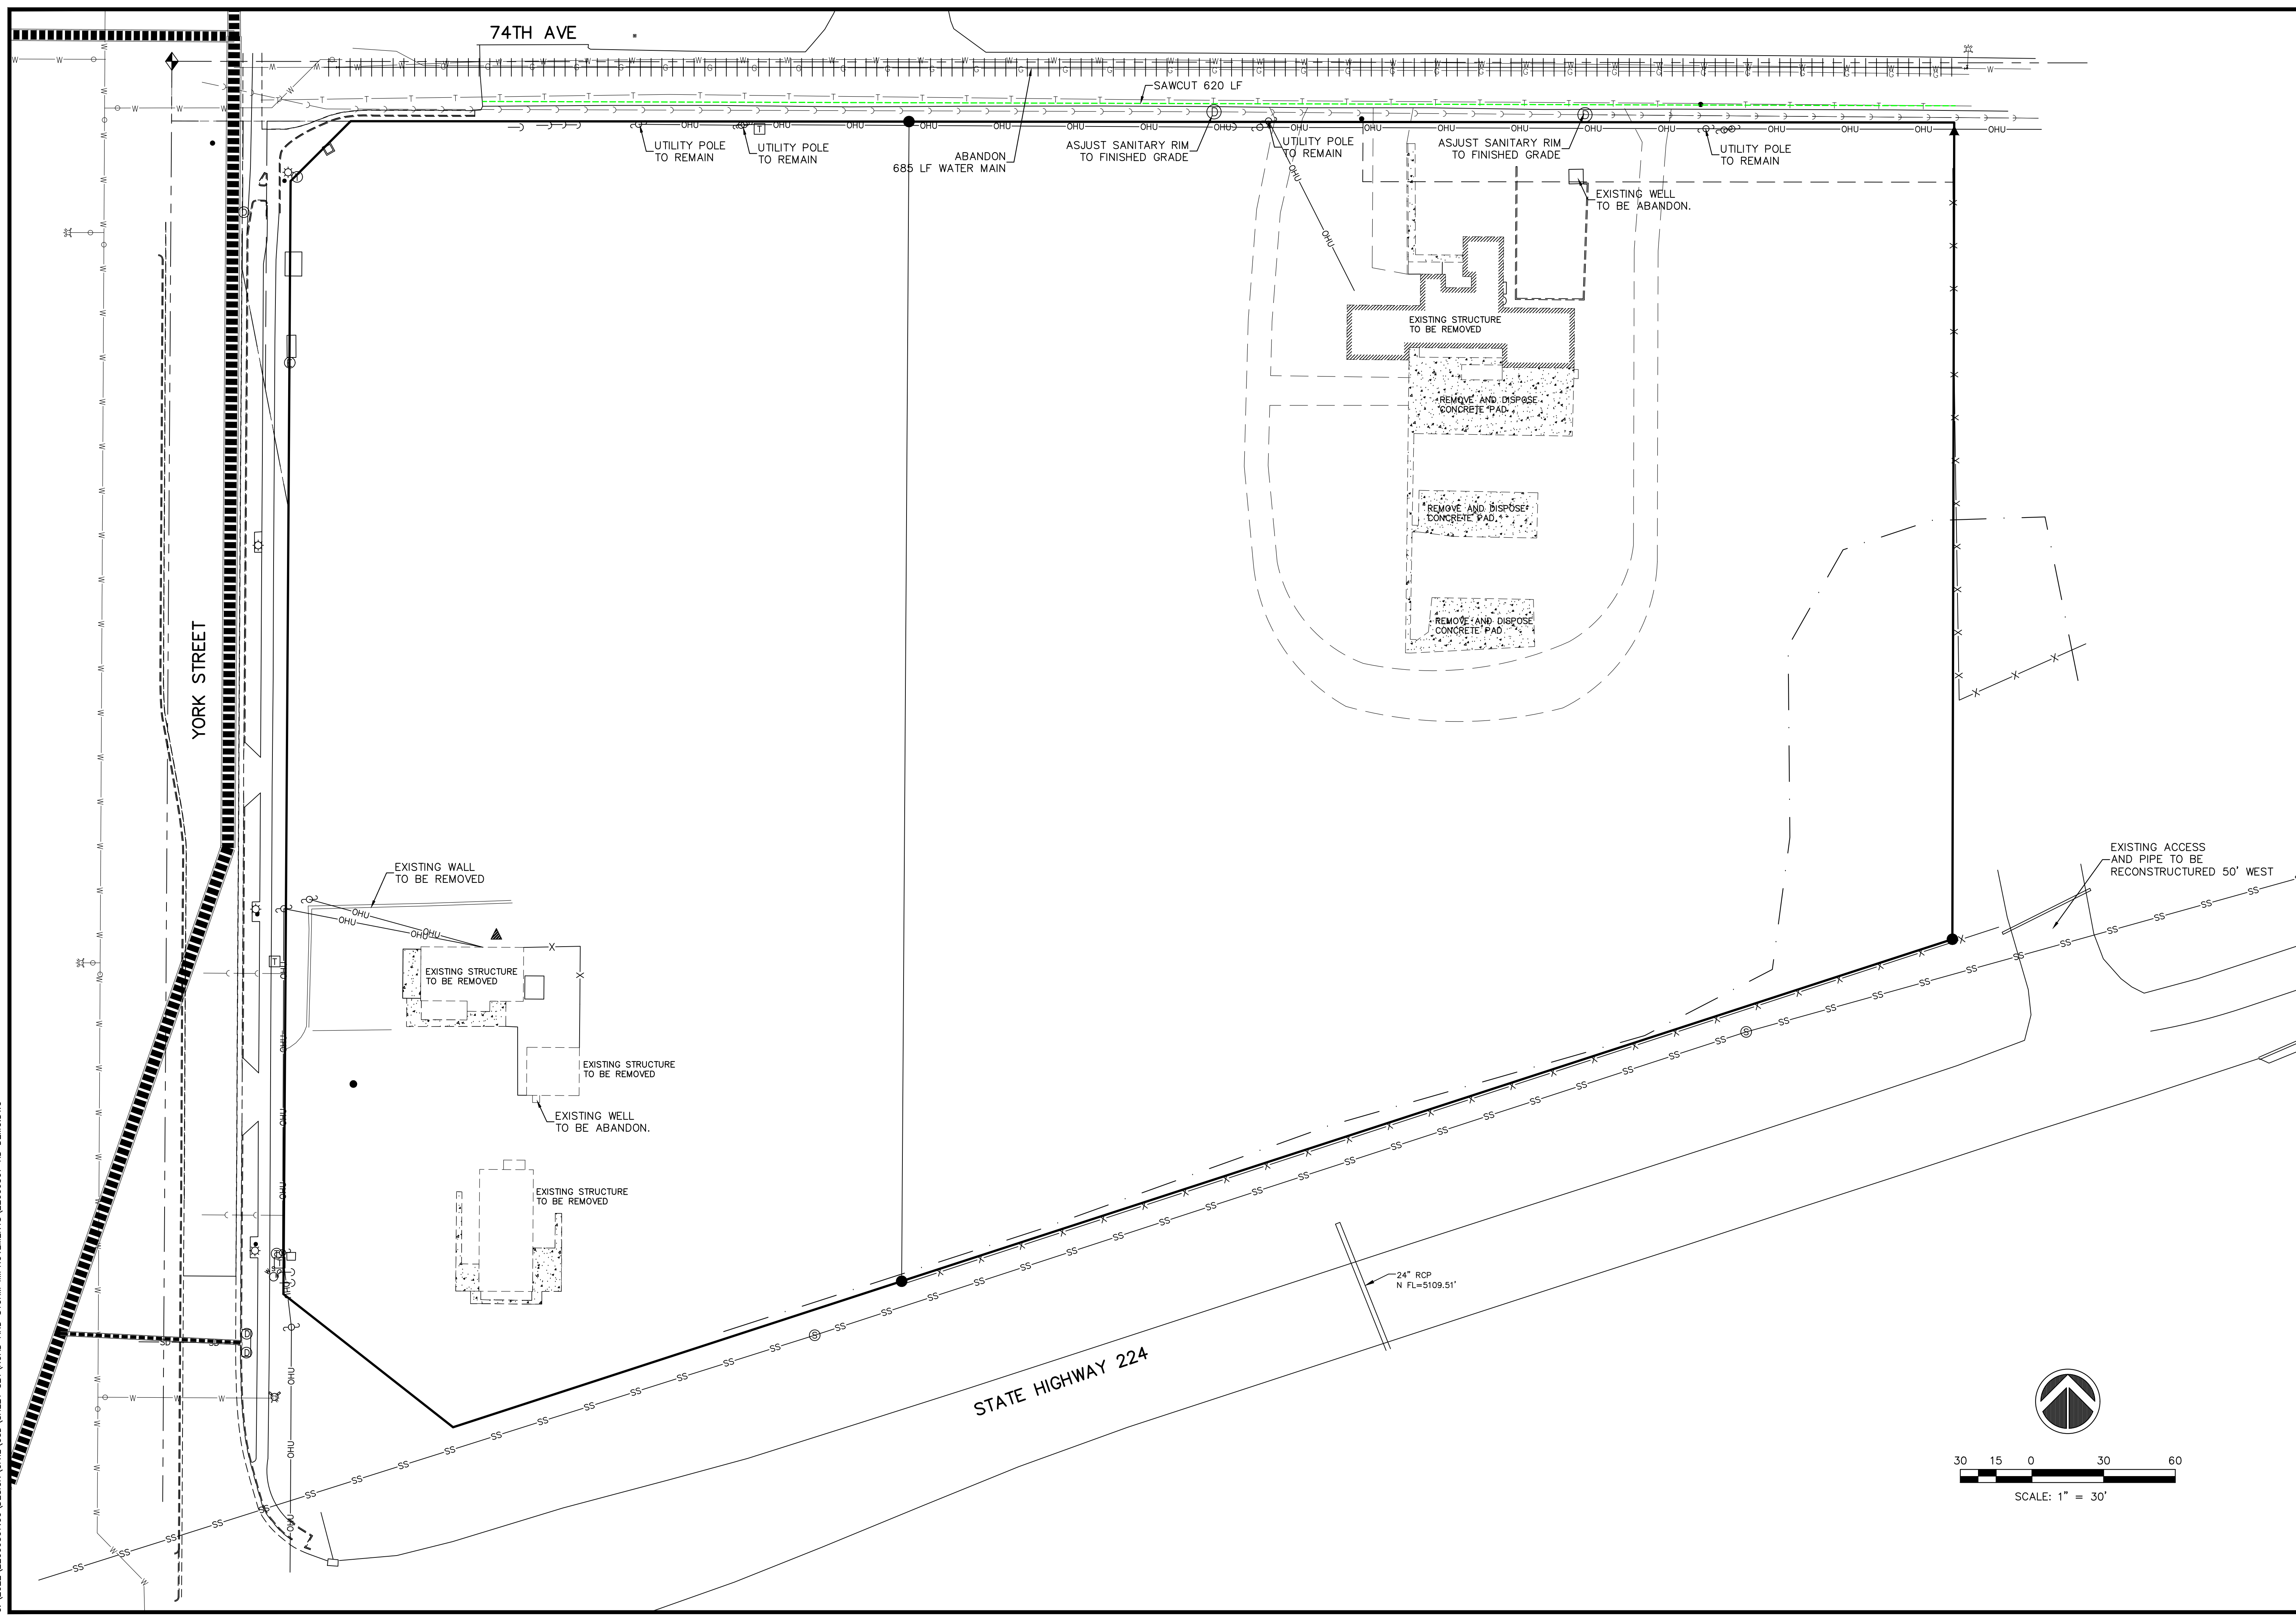 74TH AVE
SAWCUT 620 LF
UTILITY POLE
TO REMAIN
UTILITY POLE
TO REMAIN
ABANDON
685 LF WATER MAIN
ASJUST SANITARY RIM
TO FINISHED GRADE
UTILITY POLE
TO REMAIN
ASJUST SANITARY RIM
TO FINISHED GRADE
UTILITY POLE
TO REMAIN
EXISTING WELL
TO BE ABANDON.
EXISTING STRUCTURE
TO BE REMOVED
REMOVE AND DISPOSE
CONCRETE PAD
REMOVE AND DISPOSE
CONCRETE PAD
REMOVE AND DISPOSE
CONCRETE PAD
YORK STREET
EXISTING WALL
TO BE REMOVED
EXISTING ACCESS
AND PIPE TO BE
RECONSTRUCTURED 50' WEST
EXISTING STRUCTURE
TO BE REMOVED
EXISTING STRUCTURE
TO BE REMOVED
EXISTING WELL
TO BE ABANDON.
EXISTING STRUCTURE
TO BE REMOVED
24" RCP
N FL=5109.51'
STATE HIGHWAY 224
30 15 0 30 60
SCALE: 1" = 30'